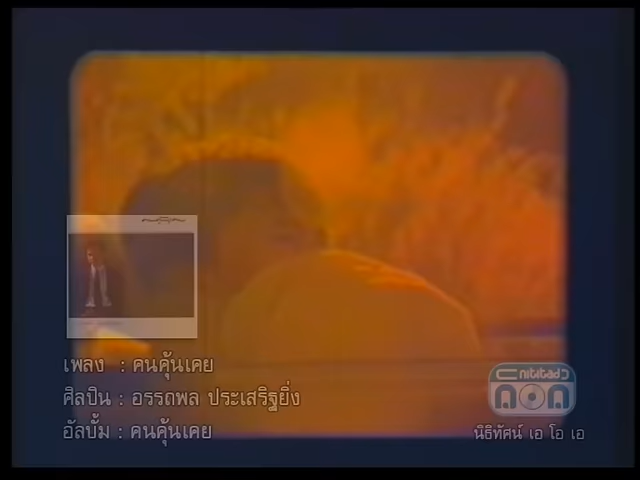 เพลง : คนคุ้นเคย
ศิลปิน : อรรถพล ประเสริฐยิ่ง
อัลบั้ม : คนคุ้นเคย
nititad
นิธิทัศน์ เอ โอ เอ